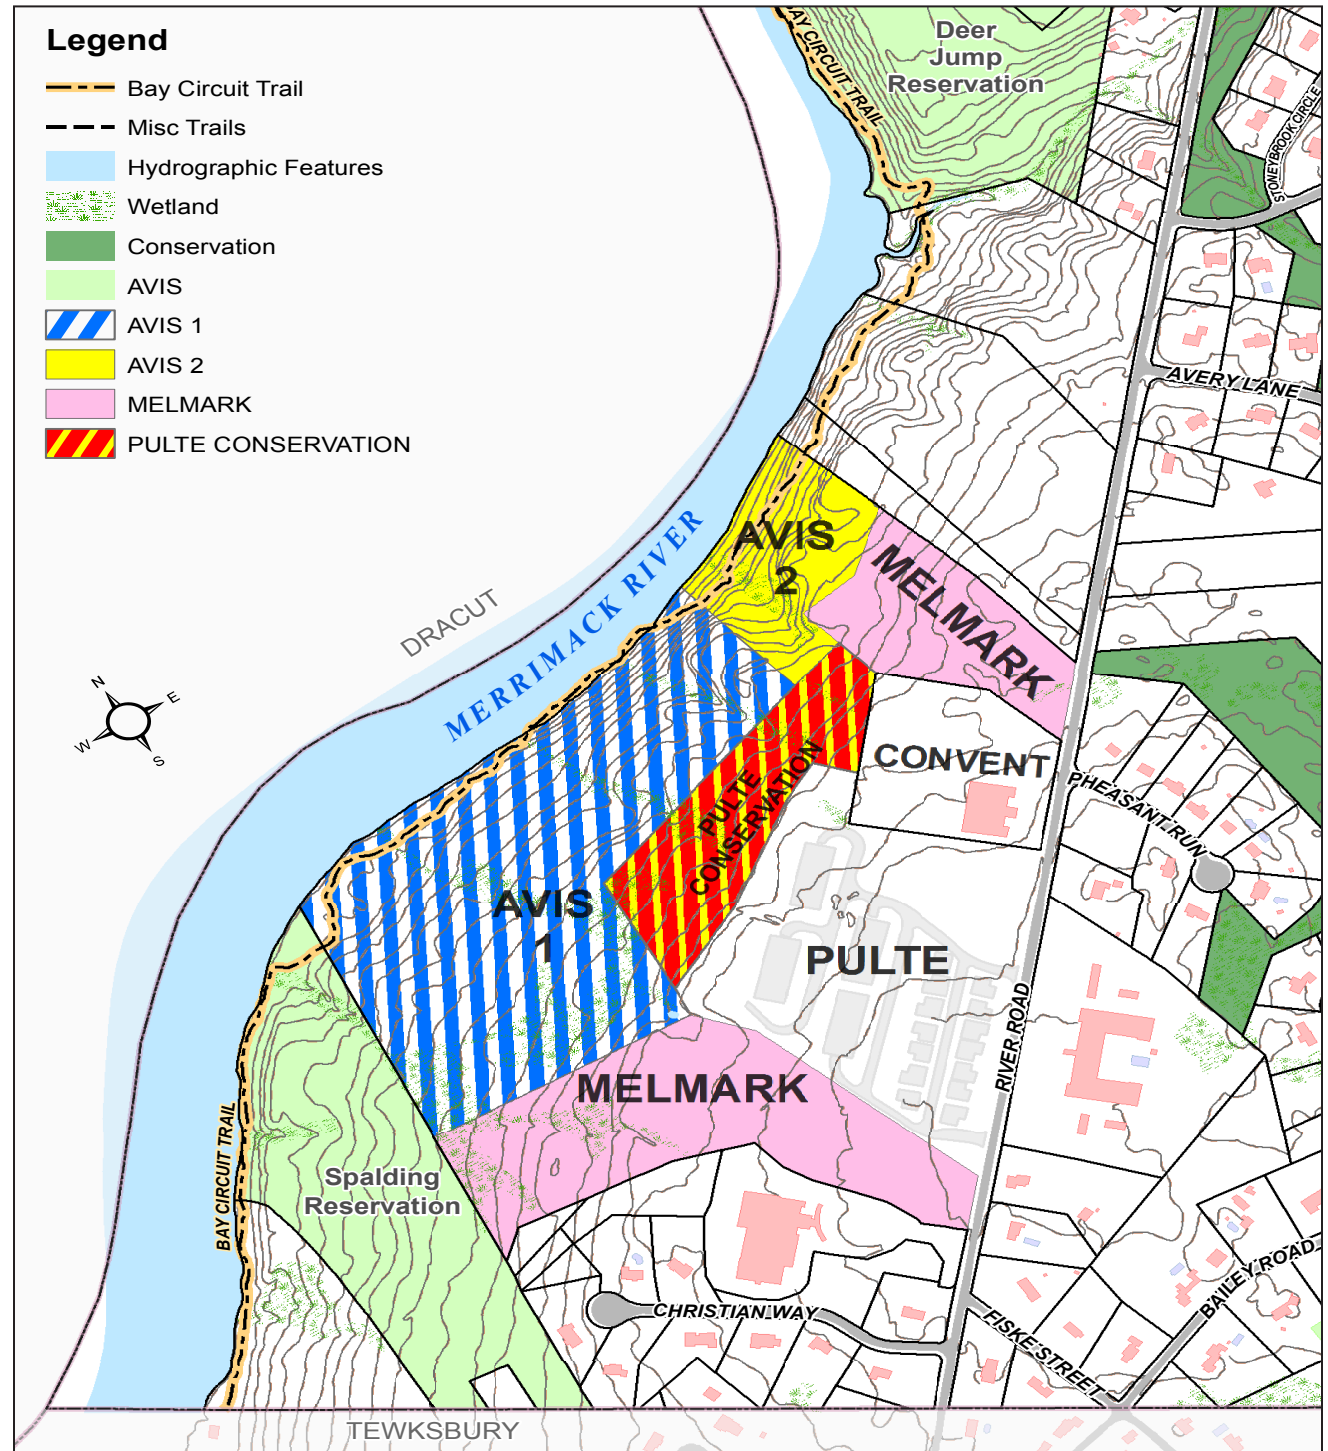 Legend
Bay Circuit Trail
Misc Trails
Hydrographic Features
Wetland
Conservation
AVIS
AVIS 1
AVIS 2
MELMARK
PULTE CONSERVATION
BAY CIRCUIT TRAIL
Deer
Jump
Reservation
STONEYBROOK CIRCLE
AVERY LANE
AVIS
2
MELMARK
DRACUT
MERRIMACK RIVER
N
E
W
S
CONVENT
PULTE
CONSERVATION
PHEASANT RUN
AVIS
1
PULTE
RIVER ROAD
MELMARK
BAY CIRCUIT TRAIL
Spalding
Reservation
CHRISTIAN WAY
FISKE STREET
BAILEY ROAD
TEWKSBURY